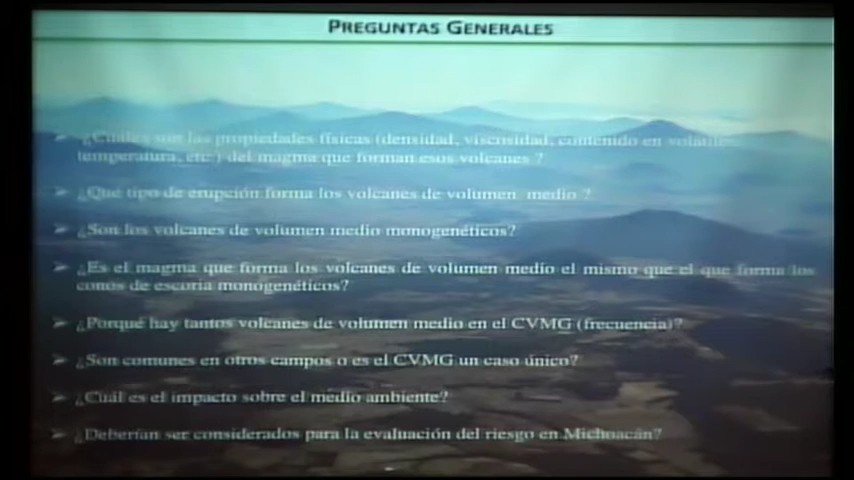 PREGUNTAS GENERALES
➢ ¿Cuáles son las propiedades físicas (densidad, viscosidad, contenido en volátiles,
temperatura, etc.) del magma que forman esos volcanes ?
➢ ¿Qué tipo de erupción forma los volcanes de volumen medio ?
➢ ¿Son los volcanes de volumen medio monogenéticos?
➢ ¿Es el magma que forma los volcanes de volumen medio el mismo que el que forma los
conos de escoria monogenéticos?
➢ ¿Porqué hay tantos volcanes de volumen medio en el CVMG (frecuencia)?
➢ ¿Son comunes en otros campos o es el CVMG un caso único?
➢ ¿Cuál es el impacto sobre el medio ambiente?
➢ ¿Deberían ser considerados para la evaluación del riesgo en Michoacán?